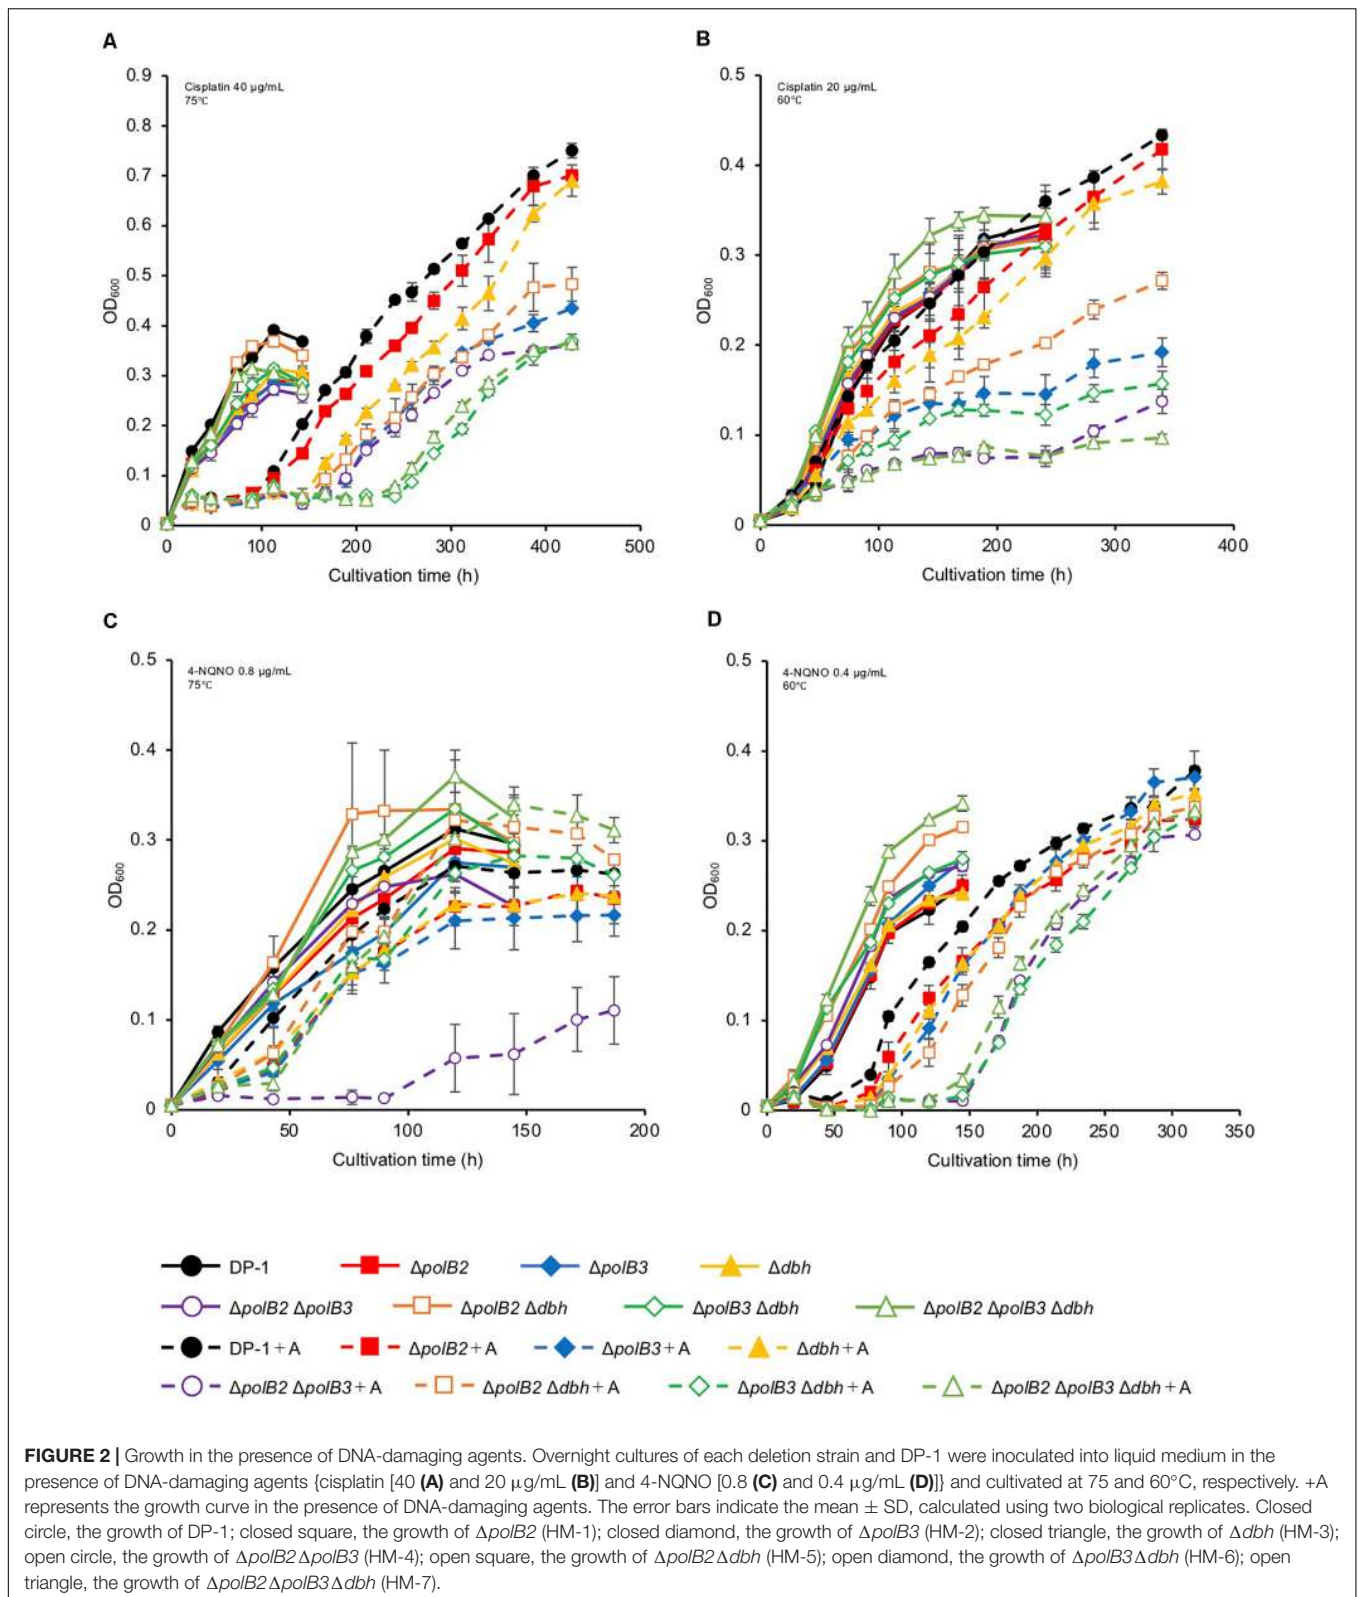 A
Cisplatin 40 µg/mL
75℃
0.9
0.8
0.7
0.6
0.5
0.4
0.3
0.2
0.1
0
OD600
0 100 200 300 400 500
Cultivation time (h)
B
Cisplatin 20 µg/mL
60℃
0.5
0.4
0.3
0.2
0.1
0
OD600
0 100 200 300 400
Cultivation time (h)
C
4-NQNO 0.8 µg/mL
75℃
0.5
0.4
0.3
0.2
0.1
0
OD600
0 50 100 150 200
Cultivation time (h)
D
4-NQNO 0.4 µg/mL
60℃
0.5
0.4
0.3
0.2
0.1
0
OD600
0 50 100 150 200 250 300 350
Cultivation time (h)
DP-1 ΔpolB2 ΔpolB3 Δdbh
ΔpolB2 ΔpolB3 ΔpolB2 Δdbh ΔpolB3 Δdbh ΔpolB2 ΔpolB3 Δdbh
DP-1+A ΔpolB2+A ΔpolB3+A Δdbh+A
ΔpolB2 ΔpolB3+A ΔpolB2 Δdbh+A ΔpolB3 Δdbh+A ΔpolB2 ΔpolB3 Δdbh+A
FIGURE 2 | Growth in the presence of DNA-damaging agents. Overnight cultures of each deletion strain and DP-1 were inoculated into liquid medium in the
presence of DNA-damaging agents {cisplatin [40 (A) and 20 µg/mL (B)] and 4-NQNO [0.8 (C) and 0.4 µg/mL (D)]} and cultivated at 75 and 60°C, respectively. +A
represents the growth curve in the presence of DNA-damaging agents. The error bars indicate the mean ± SD, calculated using two biological replicates. Closed
circle, the growth of DP-1; closed square, the growth of ΔpolB2 (HM-1); closed diamond, the growth of ΔpolB3 (HM-2); closed triangle, the growth of Δdbh (HM-3);
open circle, the growth of ΔpolB2ΔpolB3 (HM-4); open square, the growth of ΔpolB2Δdbh (HM-5); open diamond, the growth of ΔpolB3Δdbh (HM-6); open
triangle, the growth of ΔpolB2ΔpolB3Δdbh (HM-7).